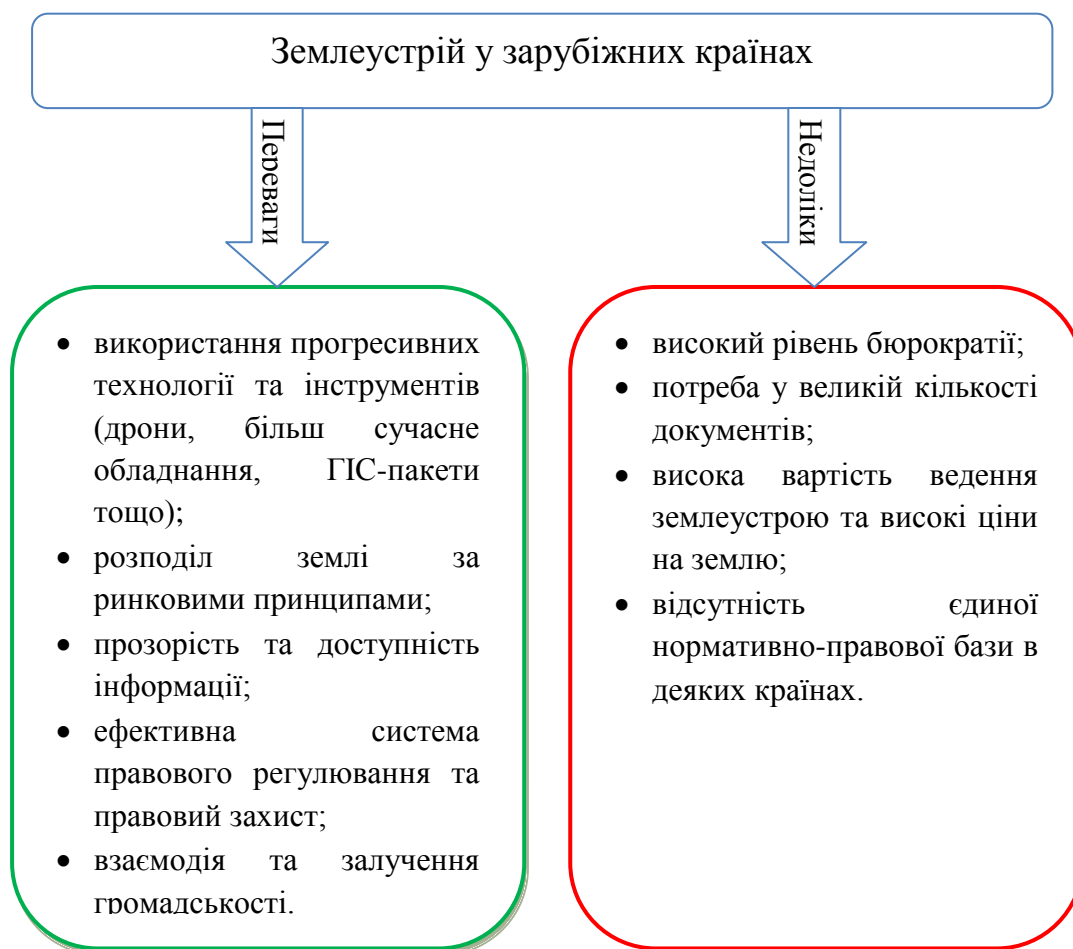 Землеустрій у зарубіжних країнах
Переваги
Недоліки
• використання прогресивних
технології та інструментів
(дрони, більш сучасне
обладнання, ГІС-пакети
тощо);
• розподіл землі за
ринковими принципами;
• прозорість та доступність
інформації;
• ефективна система
правового регулювання та
правовий захист;
• взаємодія та залучення
громадськості.
• високий рівень бюрократії;
• потреба у великій кількості
документів;
• висока вартість ведення
землеустрою та високі ціни
на землю;
• відсутність єдиної
нормативно-правової бази в
деяких країнах.